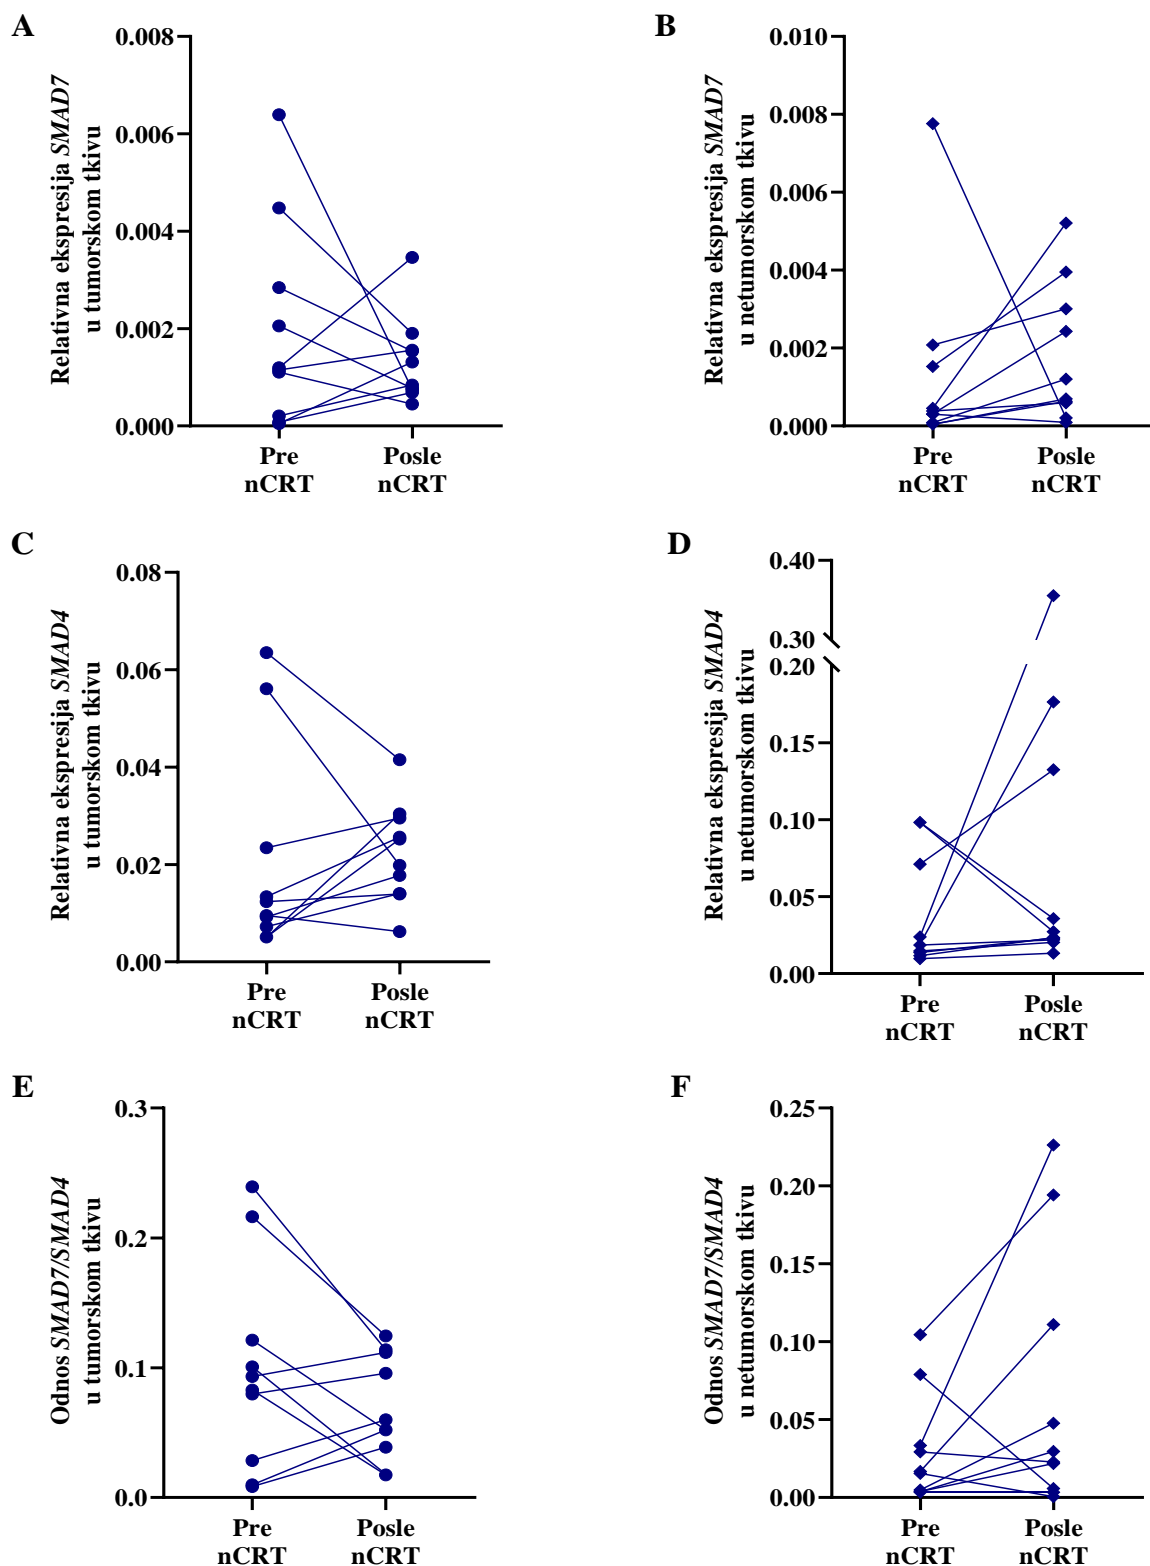 A
Relativna ekspresija SMAD7
u tumorskom tkivu
0.008
0.006
0.004
0.002
0.000
Pre
nCRT
Posle
nCRT
B
Relativna ekspresija SMAD7
u netumorskom tkivu
0.010
0.008
0.006
0.004
0.002
0.000
Pre
nCRT
Posle
nCRT
C
Relativna ekspresija SMAD4
u tumorskom tkivu
0.08
0.06
0.04
0.02
0.00
Pre
nCRT
Posle
nCRT
D
Relativna ekspresija SMAD4
u netumorskom tkivu
0.40
0.30
0.20
0.15
0.10
0.05
0.00
Pre
nCRT
Posle
nCRT
E
Odnos SMAD7/SMAD4
u tumorskom tkivu
0.3
0.2
0.1
0.0
Pre
nCRT
Posle
nCRT
F
Odnos SMAD7/SMAD4
u netumorskom tkivu
0.25
0.20
0.15
0.10
0.05
0.00
Pre
nCRT
Posle
nCRT